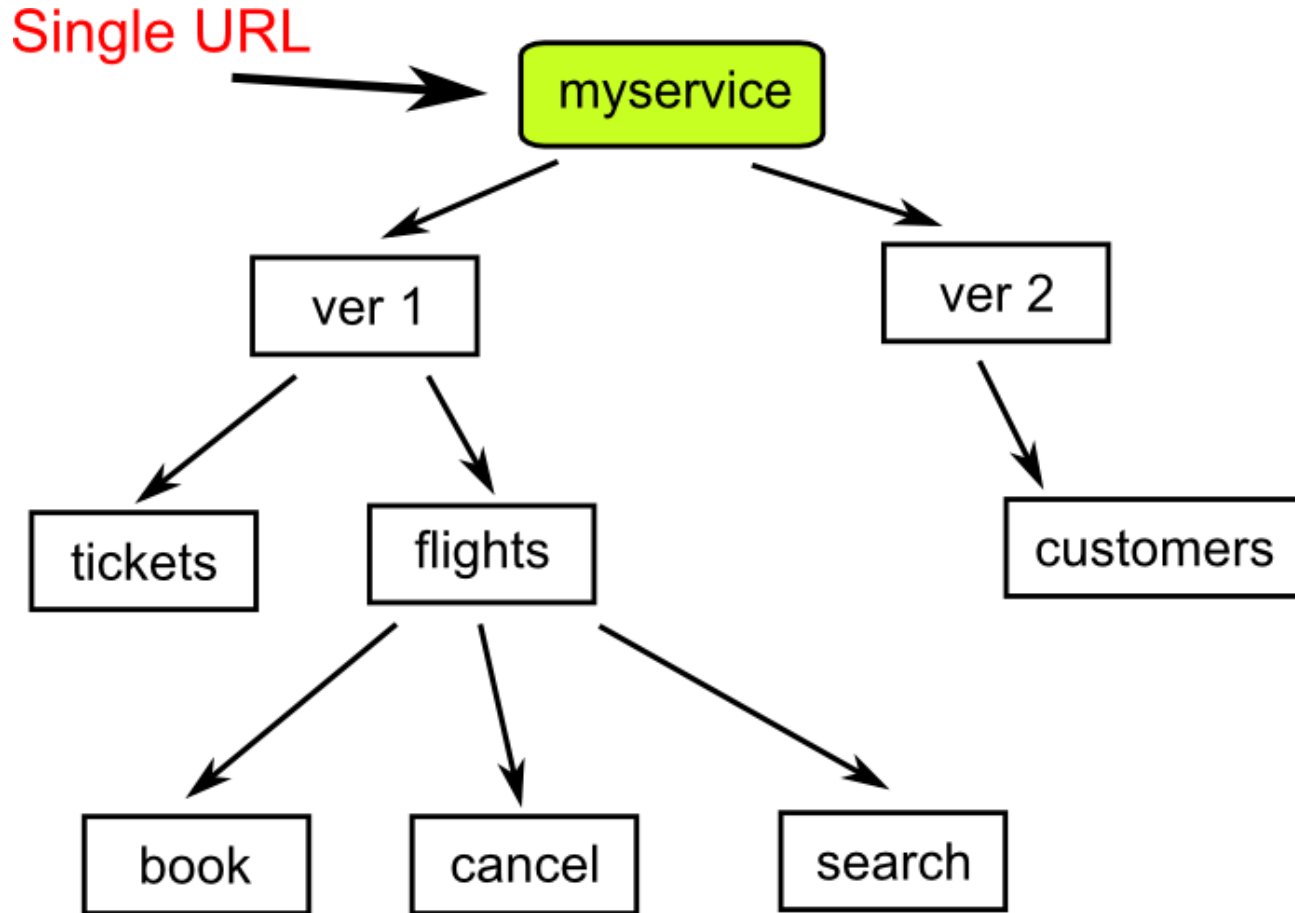 Single URL
myservice
ver 1
ver 2
tickets
flights
customers
book
cancel
search